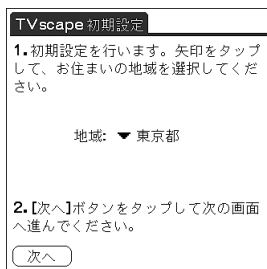 TVscape 初期設定
1.初期設定を行います。矢印をタップ
して、お住まいの地域を選択してくだ
さい。
地域: ▼ 東京都
2.[次へ]ボタンをタップして次の画面
へ進んでください。
次へ